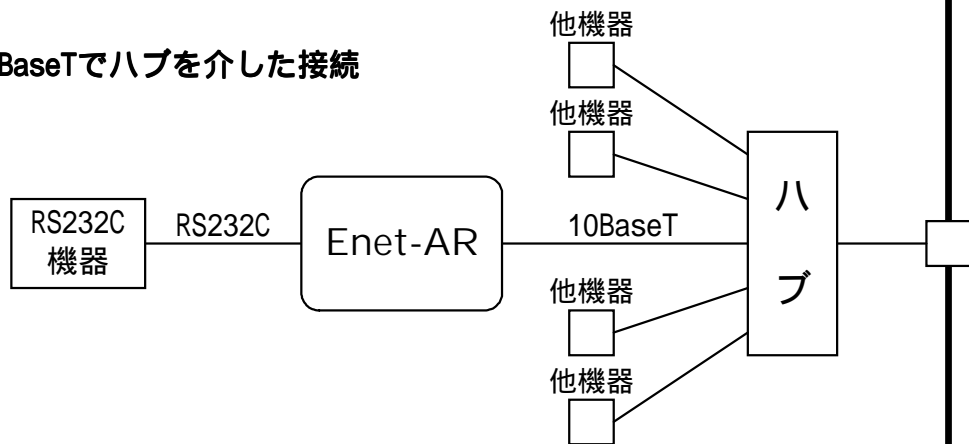 BaseTでハブを介した接続
他機器
他機器
RS232C
機器
RS232C
Enet-AR
10BaseT
ハブ
他機器
他機器